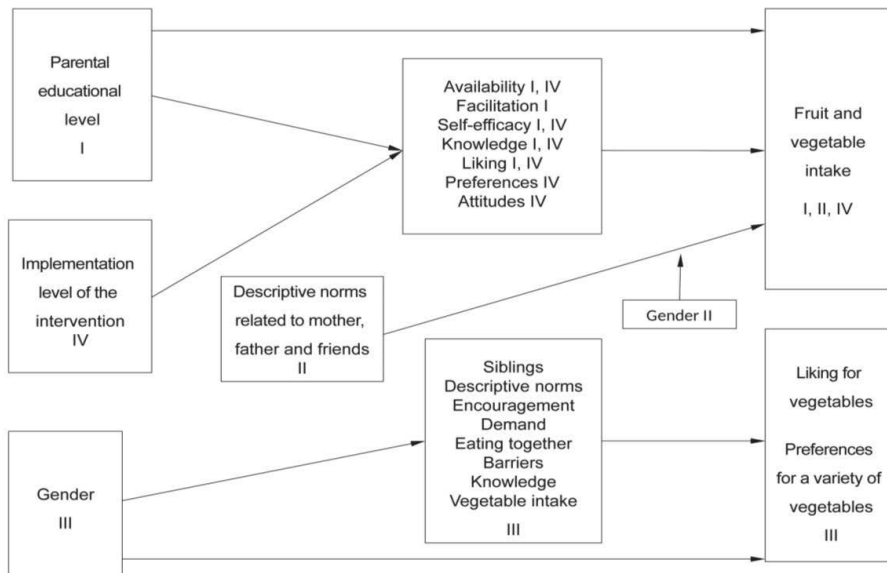 Parental
educational
level
I
Availability I, IV
Facilitation I
Self-efficacy I, IV
Knowledge I, IV
Liking I, IV
Preferences IV
Attitudes IV
Fruit and
vegetable
intake
I, II, IV
Implementation
level of the
intervention
IV
Descriptive norms
related to mother,
father and friends
II
Gender II
Gender
III
Siblings
Descriptive norms
Encouragement
Demand
Eating together
Barriers
Knowledge
Vegetable intake
III
Liking for
vegetables
Preferences
for a variety of
vegetables
III